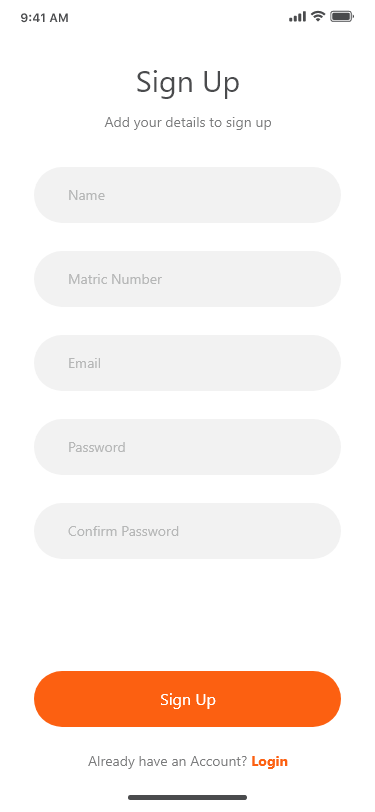 9:41 AM
Sign Up
Add your details to sign up
Name
Matric Number
Email
Password
Confirm Password
Sign Up
Already have an Account? Login